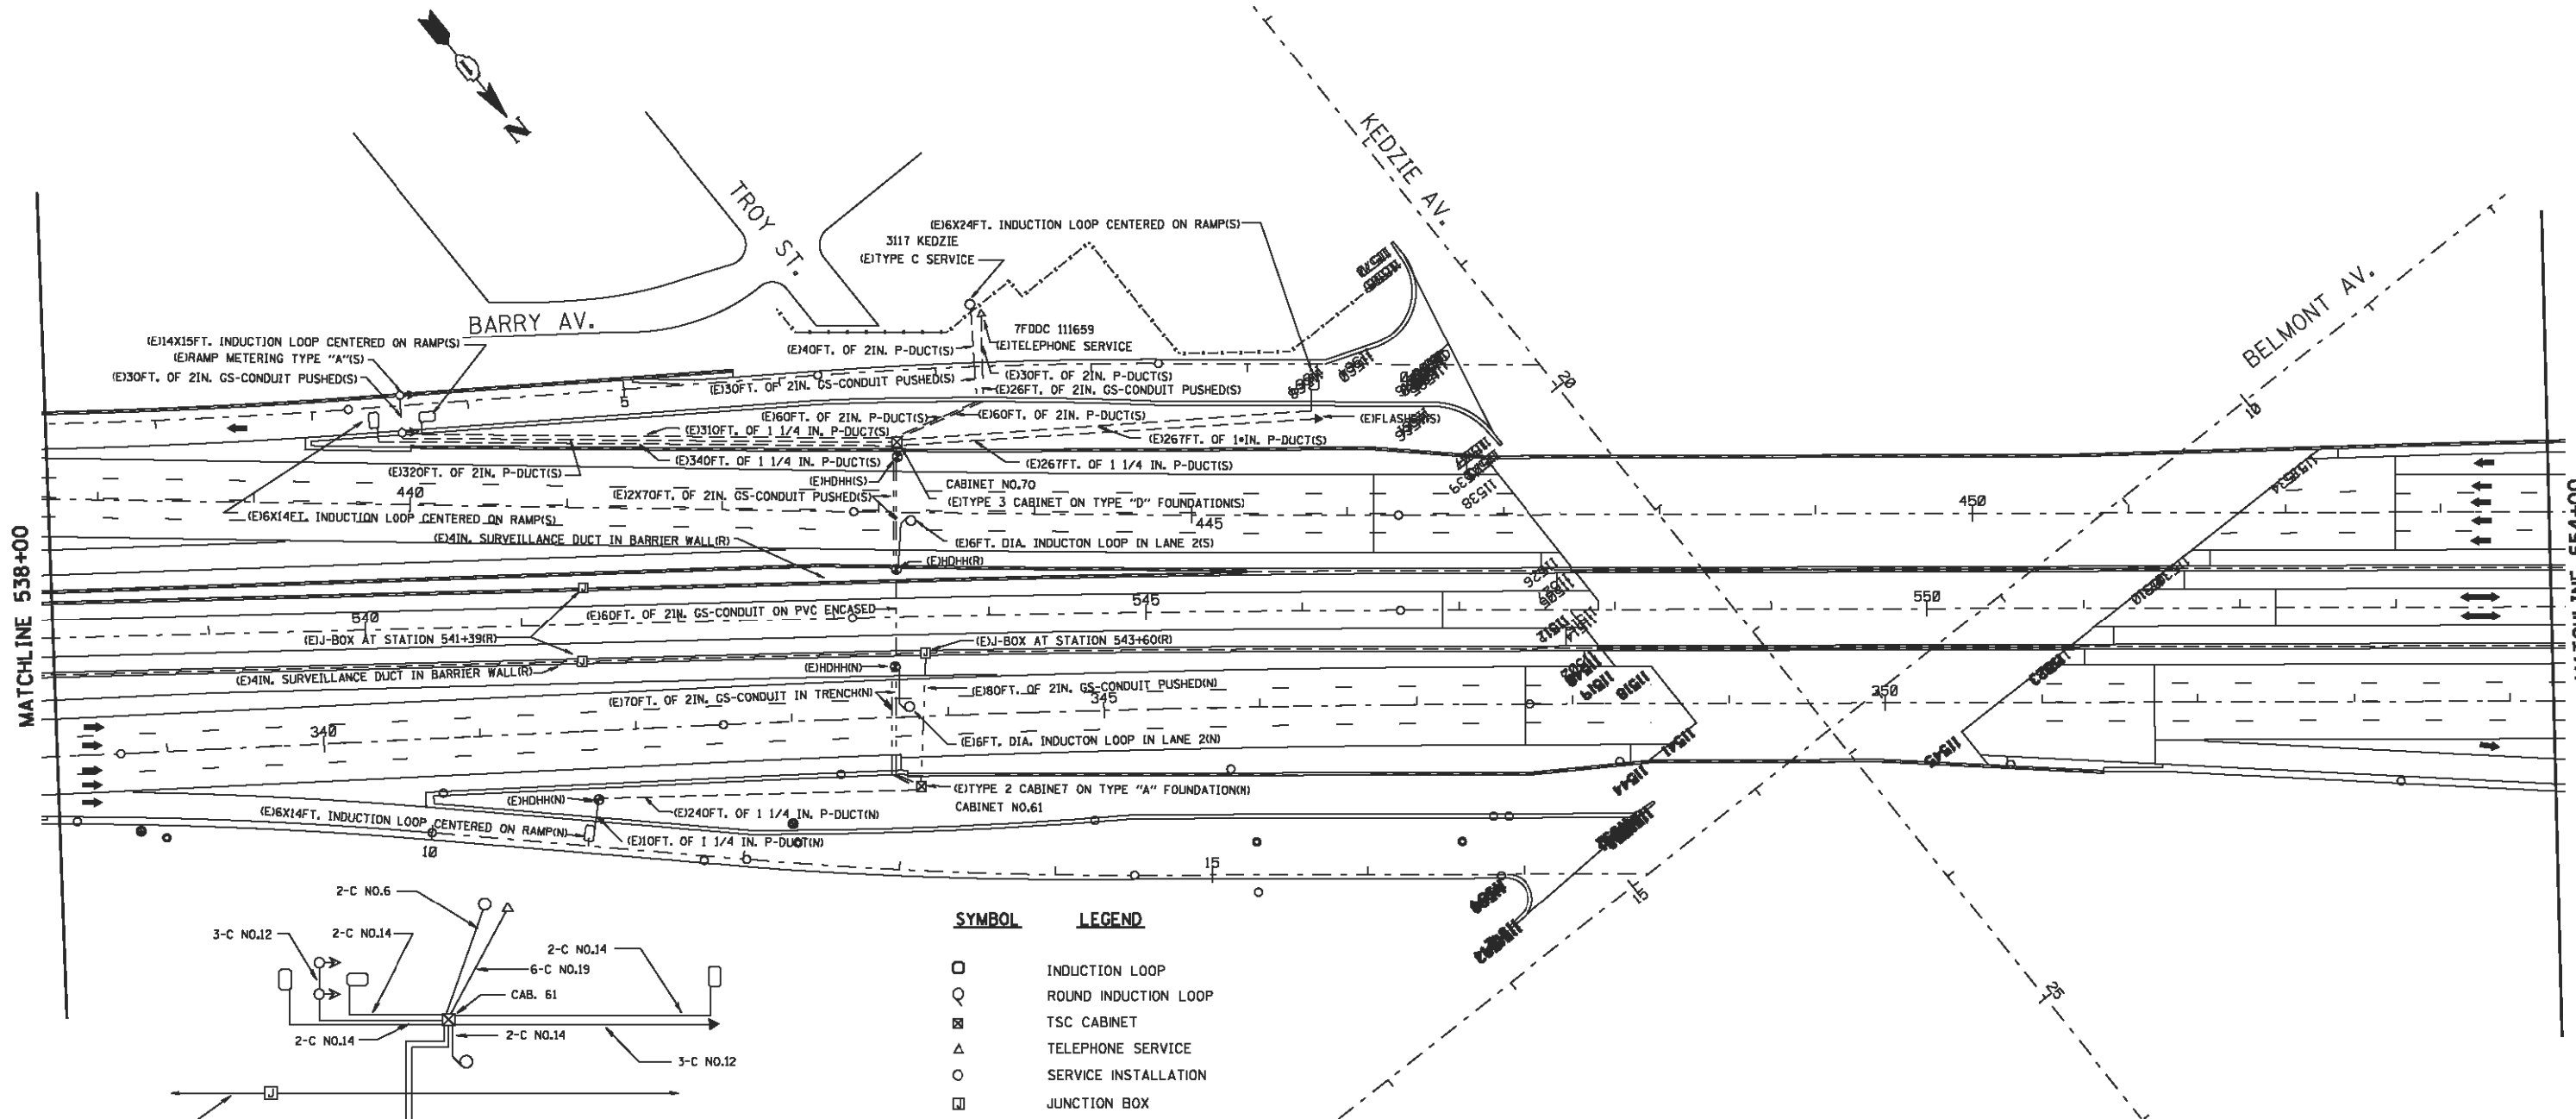 N
KEDZIE AV.
TROY ST.
BARRY AV.
BELMONT AV.
MATCHLINE 538+00
(E)6X24FT. INDUCTION LOOP CENTERED ON RAMP(S)
3117 KEDZIE
(E)TYPE C SERVICE
7FDDC 111659
(E)TELEPHONE SERVICE
(E)40FT. OF 2IN. P-DUCT(S)
(E)14X15FT. INDUCTION LOOP CENTERED ON RAMP(S)
(E)RAMP METERING TYPE "A"(S)
(E)30FT. OF 2IN. GS-CONDUIT PUSHED(S)
(E)30FT. OF 2IN. GS-CONDUIT PUSHED(S)
(E)30FT. OF 2IN. P-DUCT(S)
(E)26FT. OF 2IN. GS-CONDUIT PUSHED(S)
5
20
10
(E)60FT. OF 2IN. P-DUCT(S)
(E)60FT. OF 2IN. P-DUCT(S)
(E)FLASHER(S)
(E)310FT. OF 1 1/4 IN. P-DUCT(S)
(E)267FT. OF 1•IN. P-DUCT(S)
(E)340FT. OF 1 1/4 IN. P-DUCT(S)
(E)267FT. OF 1 1/4 IN. P-DUCT(S)
(E)320FT. OF 2IN. P-DUCT(S)
(E)HDHH(S)
CABINET NO.70
(E)TYPE 3 CABINET ON TYPE "D" FOUNDATION(S)
(E)2X70FT. OF 2IN. GS-CONDUIT PUSHED(S)
440
445
450
(E)6X14FT. INDUCTION LOOP CENTERED ON RAMP(S)
(E)4IN. SURVEILLANCE DUCT IN BARRIER WALL(R)
(E)6FT. DIA. INDUCTON LOOP IN LANE 2(S)
(E)HDHH(R)
11538
11526
11512
(E)60FT. OF 2IN. GS-CONDUIT ON PVC ENCASED
540
545
550
(E)J-BOX AT STATION 541+39(R)
(E)J-BOX AT STATION 543+60(R)
(E)HDHH(N)
(E)4IN. SURVEILLANCE DUCT IN BARRIER WALL(R)
(E)80FT. OF 2IN. GS-CONDUIT PUSHED(N)
(E)70FT. OF 2IN. GS-CONDUIT IN TRENCH(N)
11519
11518
340
345
350
(E)6FT. DIA. INDUCTON LOOP IN LANE 2(N)
11541
11545
11544
(E)TYPE 2 CABINET ON TYPE "A" FOUNDATION(N)
CABINET NO.61
(E)HDHH(N)
(E)240FT. OF 1 1/4 IN. P-DUCT(N)
(E)6X14FT. INDUCTION LOOP CENTERED ON RAMP(N)
(E)10FT. OF 1 1/4 IN. P-DUCT(N)
10
15
15
25
2-C NO.6
3-C NO.12
2-C NO.14
2-C NO.14
6-C NO.19
CAB. 61
2-C NO.14
2-C NO.14
3-C NO.12
J
SYMBOL LEGEND
INDUCTION LOOP
ROUND INDUCTION LOOP
TSC CABINET
TELEPHONE SERVICE
SERVICE INSTALLATION
J JUNCTION BOX